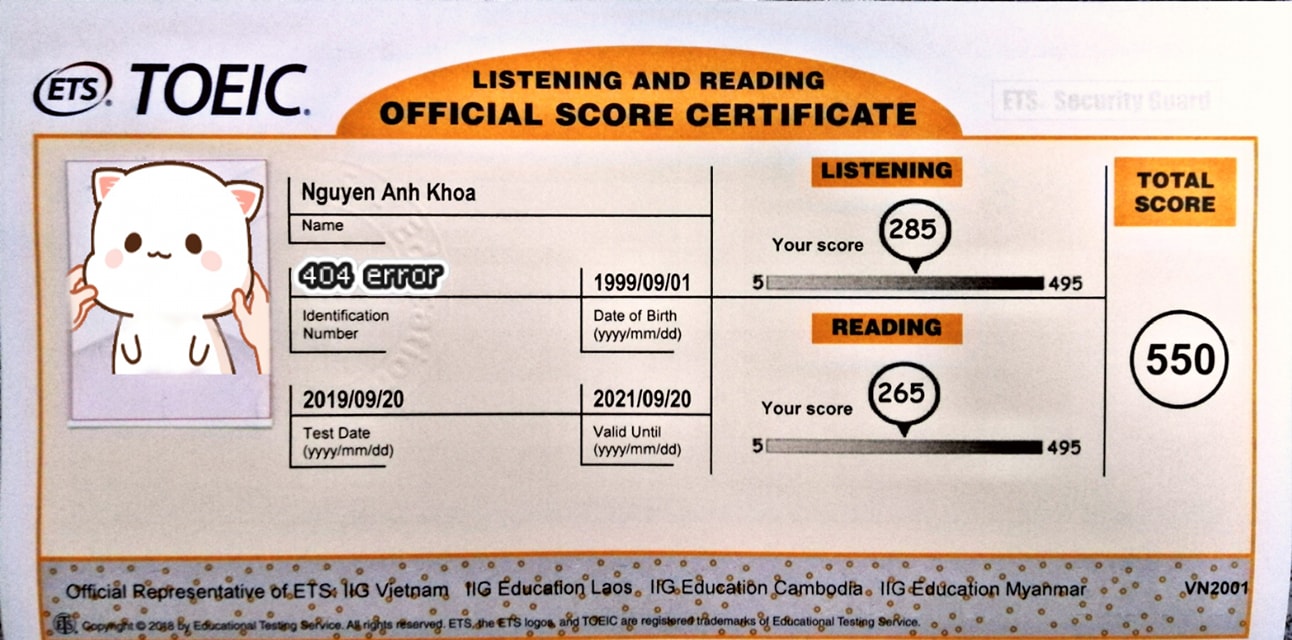 ETS® TOEIC®
LISTENING AND READING
OFFICIAL SCORE CERTIFICATE
ETS® Security Guard
Nguyen Anh Khoa
Name
404 error
Identification
Number
1999/09/01
Date of Birth
(yyyy/mm/dd)
2019/09/20
Test Date
(yyyy/mm/dd)
2021/09/20
Valid Until
(yyyy/mm/dd)
LISTENING
Your score
285
5 495
READING
Your score
265
5 495
TOTAL
SCORE
550
Official Representative of ETS: IIG Vietnam IIG Education Laos IIG Education Cambodia IIG Education Myanmar VN2001
Copyright © 2018 by Educational Testing Service. All rights reserved. ETS, the ETS logos, and TOEIC are registered trademarks of Educational Testing Service.